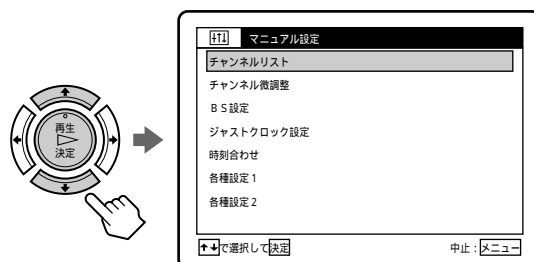 再生
決定
マニュアル設定
チャンネルリスト
チャンネル微調整
ＢＳ設定
ジャストクロック設定
時刻合わせ
各種設定１
各種設定２
で選択して決定
中止：メニュー